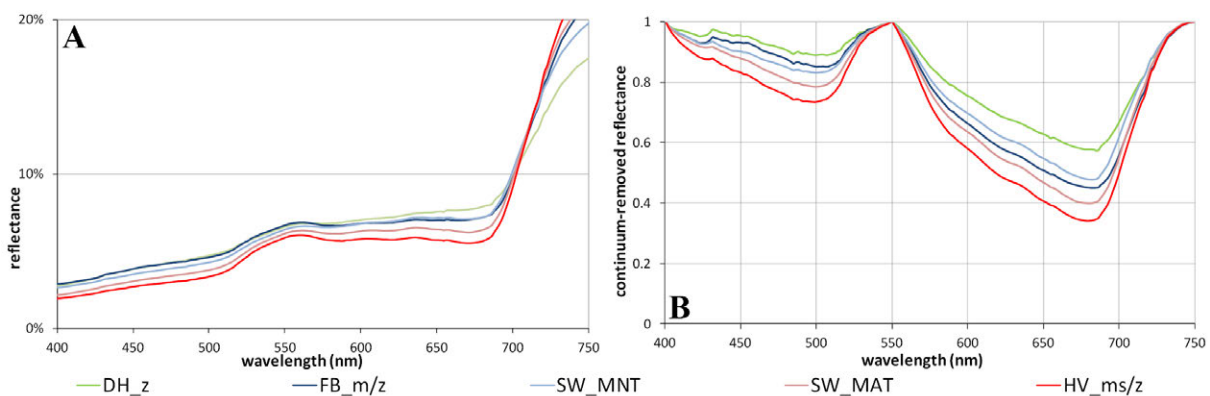 A
20%
10%
0%
reflectance
400 450 500 550 600 650 700 750
wavelength (nm)
B
1
0.8
0.6
0.4
0.2
0
continuum-removed reflectance
400 450 500 550 600 650 700 750
wavelength (nm)
DH_z FB_m/z SW_MNT SW_MAT HV_ms/z